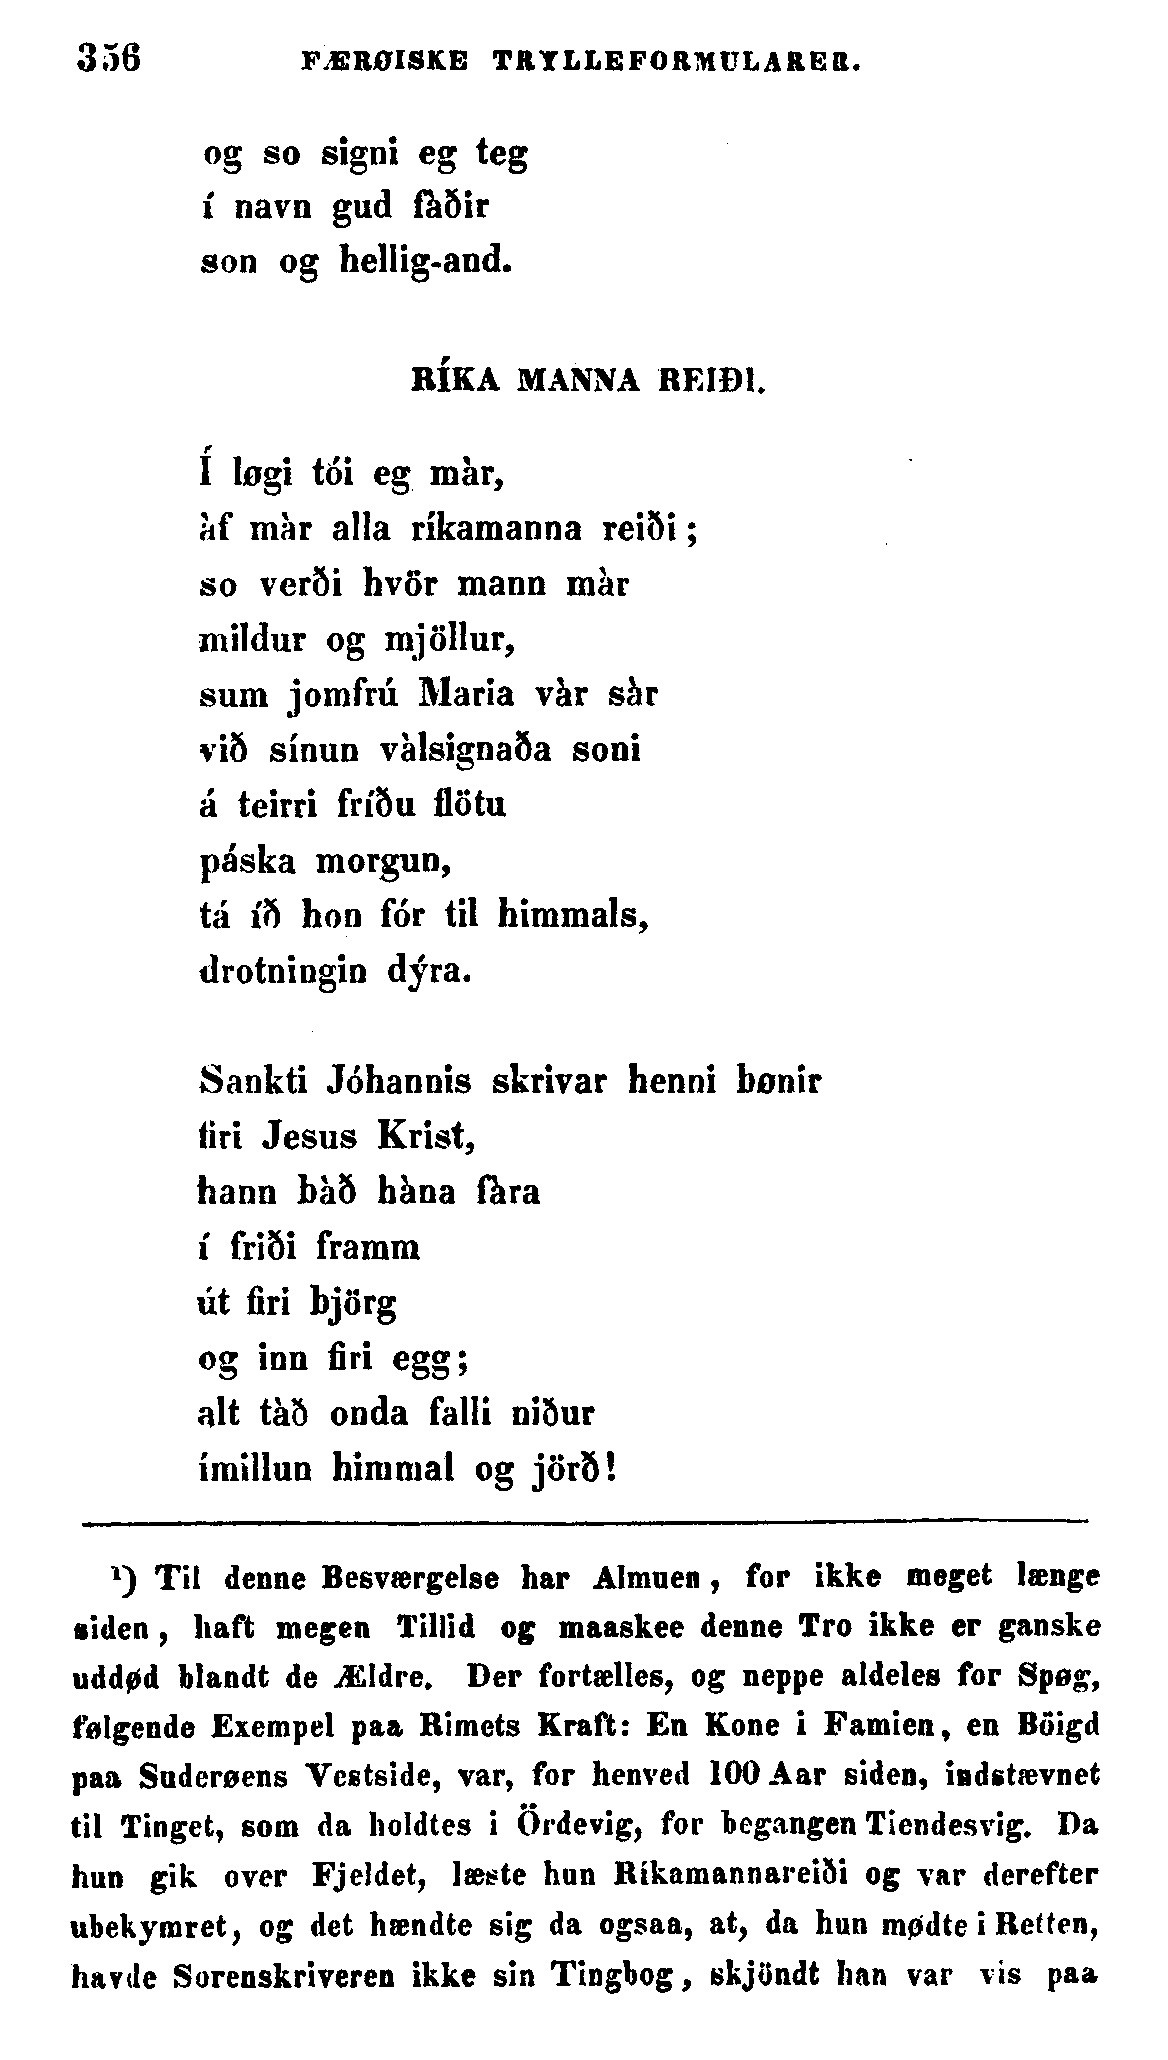 356 FÆRØISKE TRYLLEFORMULARER.
og so signi eg teg
í navn gud fàðir
son og hellig-and.
RÍKA MANNA REIÐI.
Í løgi tói eg màr,
àf màr alla ríkamanna reiði;
so verði hvör mann màr
mildur og mjöllur,
sum jomfrú Maria vàr sàr
við sínun vàlsignaða soni
á teirri fríðu flötu
páska morgun,
tá íð hon fór til himmals,
drotningin dýra.
Sankti Jóhannis skrivar henni bønir
firi Jesus Krist,
hann bàð hàna fàra
í friði framm
út firi björg
og inn firi egg;
alt tàð onda falli niður
ímillun himmal og jörð!
¹) Til denne Besværgelse har Almuen, for ikke meget længe
siden, haft megen Tillid og maaskee denne Tro ikke er ganske
uddød blandt de Ældre. Der fortælles, og neppe aldeles for Spøg,
følgende Exempel paa Rimets Kraft: En Kone i Famien, en Böigd
paa Suderøens Vestside, var, for henved 100 Aar siden, indstævnet
til Tinget, som da holdtes i Ördevig, for begangen Tiendesvig. Da
hun gik over Fjeldet, læste hun Ríkamannareiði og var derefter
ubekymret, og det hændte sig da ogsaa, at, da hun mødte i Retten,
havde Sorenskriveren ikke sin Tingbog, skjöndt han var vis paa